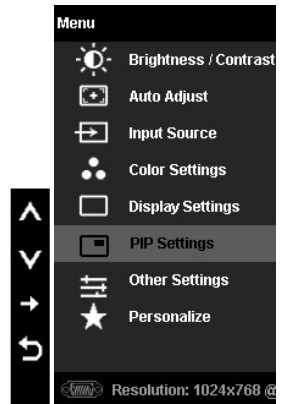 Menu
Brightness / Contrast
Auto Adjust
Input Source
Color Settings
Display Settings
PIP Settings
Other Settings
Personalize
Resolution: 1024x768 @